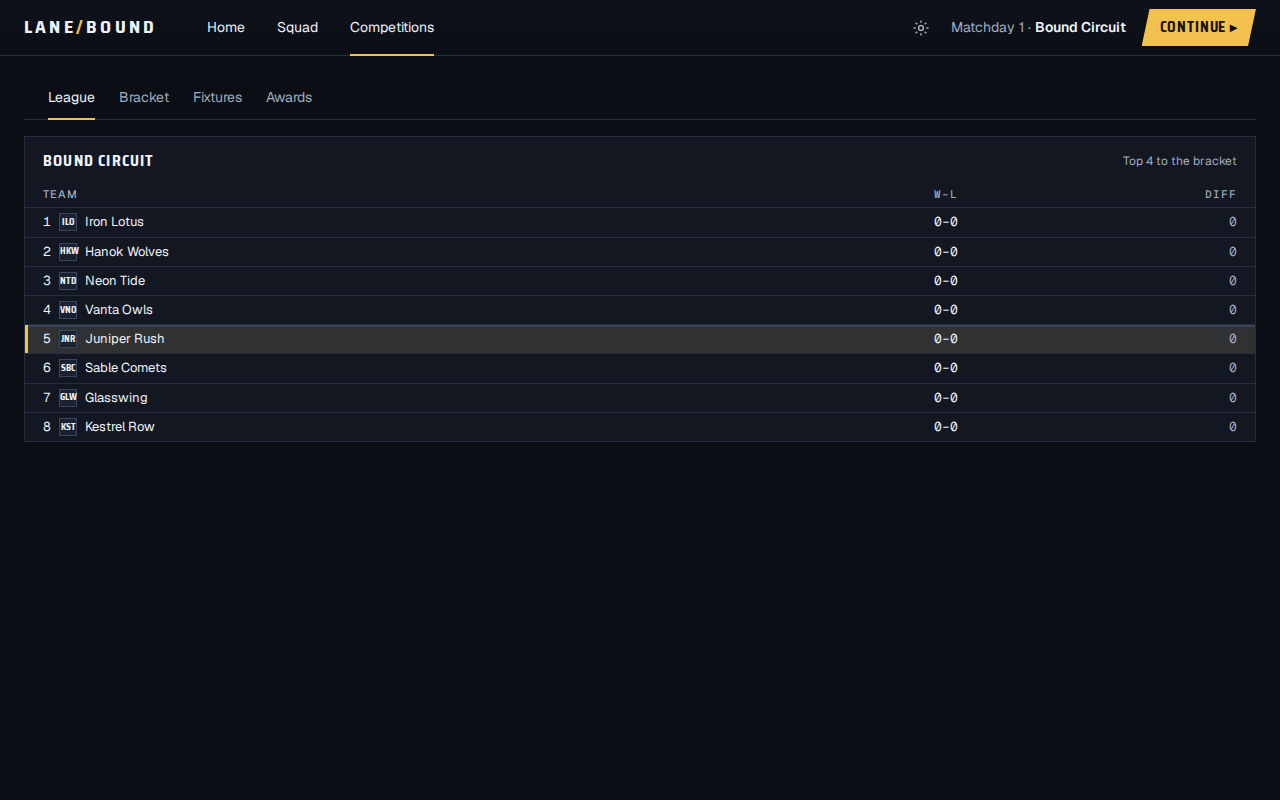 LANE/BOUND Home Squad Competitions Matchday 1 · Bound Circuit CONTINUE ▸
League Bracket Fixtures Awards
BOUND CIRCUIT Top 4 to the bracket
TEAM W-L DIFF
1 ILO Iron Lotus 0-0 0
2 HKW Hanok Wolves 0-0 0
3 NTD Neon Tide 0-0 0
4 VNO Vanta Owls 0-0 0
5 JNR Juniper Rush 0-0 0
6 SBC Sable Comets 0-0 0
7 GLW Glasswing 0-0 0
8 KST Kestrel Row 0-0 0